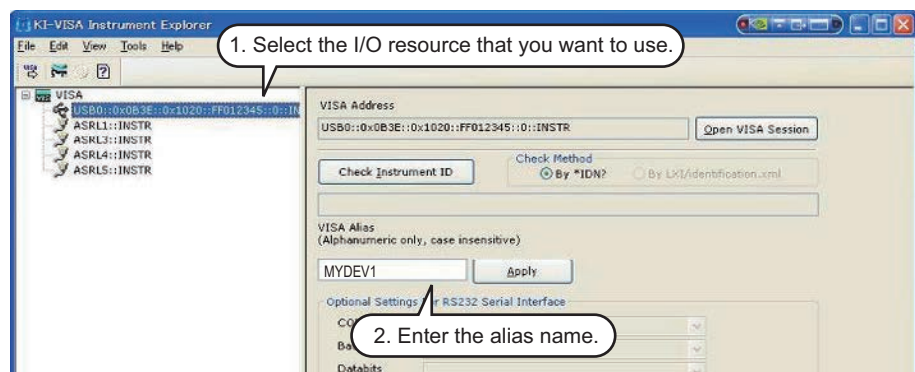 KI-VISA Instrument Explorer
File Edit View Tools Help
1. Select the I/O resource that you want to use.
VISA
USB0::0x0B3E::0x1020::FF012345::0::IN
ASRL1::INSTR
ASRL3::INSTR
ASRL4::INSTR
ASRL5::INSTR
VISA Address
USB0::0x0B3E::0x1020::FF012345::0::INSTR
Open VISA Session
Check Instrument ID
Check Method
By *IDN?
By LXI/identification.xml
VISA Alias
(Alphanumeric only, case insensitive)
MYDEV1
Apply
Optional Settings for RS232 Serial Interface
2. Enter the alias name.
Databits